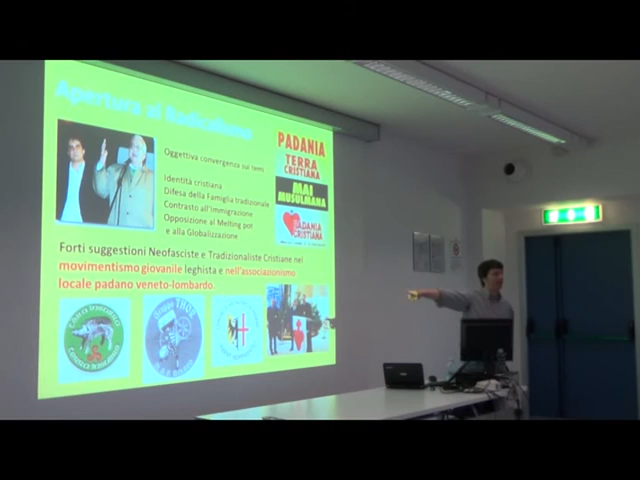 Apertura al Radicalismo
Oggettiva convergenza sui temi
Identità cristiana
Difesa della Famiglia tradizionale
Contrasto all'immigrazione
Opposizione al Melting pot
e alla Globalizzazione
PADANIA
TERRA
CRISTIANA
MAI
MUSULMANA
PADANIA
CRISTIANA
Forti suggestioni Neofasciste e Tradizionaliste Cristiane nel
movimentismo giovanile leghista e nell'associazionismo
locale padano veneto-lombardo.